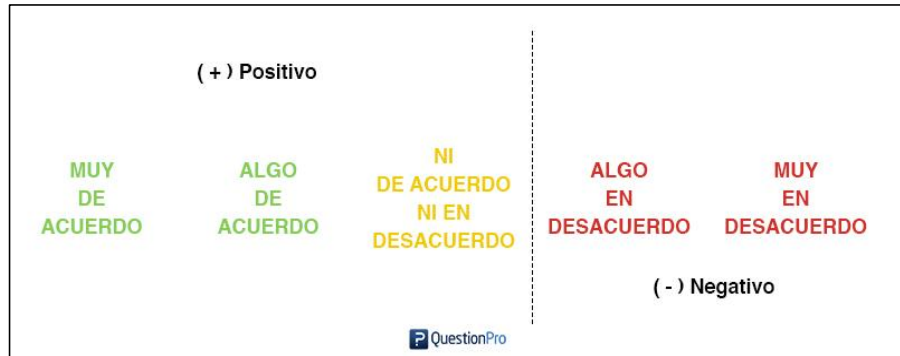 ( + ) Positivo
MUY
DE
ACUERDO
ALGO
DE
ACUERDO
NI
DE ACUERDO
NI EN
DESACUERDO
ALGO
EN
DESACUERDO
MUY
EN
DESACUERDO
( - ) Negativo
QuestionPro